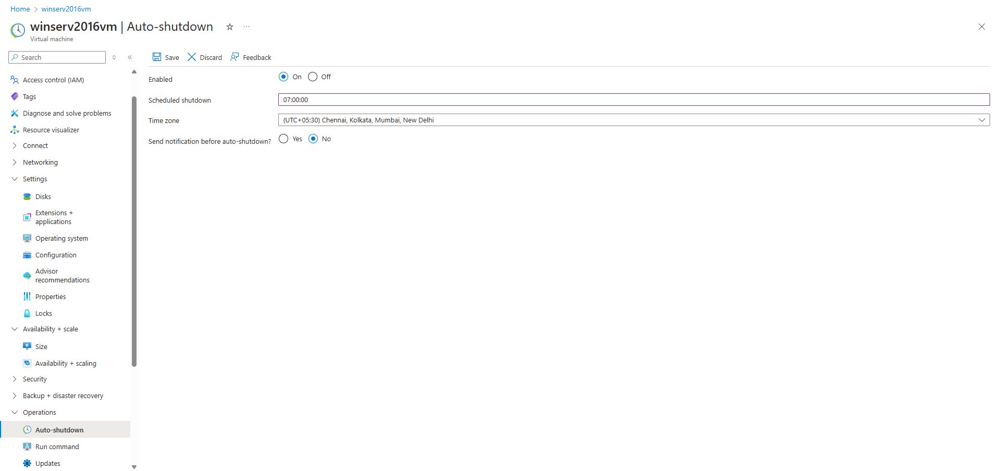 Home > winserv2016vm
winserv2016vm | Auto-shutdown
Virtual machine
Search
Save Discard Feedback
Access control (IAM)
Tags
Diagnose and solve problems
Resource visualizer
Connect
Networking
Settings
Disks
Extensions +
applications
Operating system
Configuration
Advisor
recommendations
Properties
Locks
Availability + scale
Size
Availability + scaling
Security
Backup + disaster recovery
Operations
Auto-shutdown
Run command
Updates
Enabled On Off
Scheduled shutdown 07:00:00
Time zone (UTC+05:30) Chennai, Kolkata, Mumbai, New Delhi
Send notification before auto-shutdown? Yes No